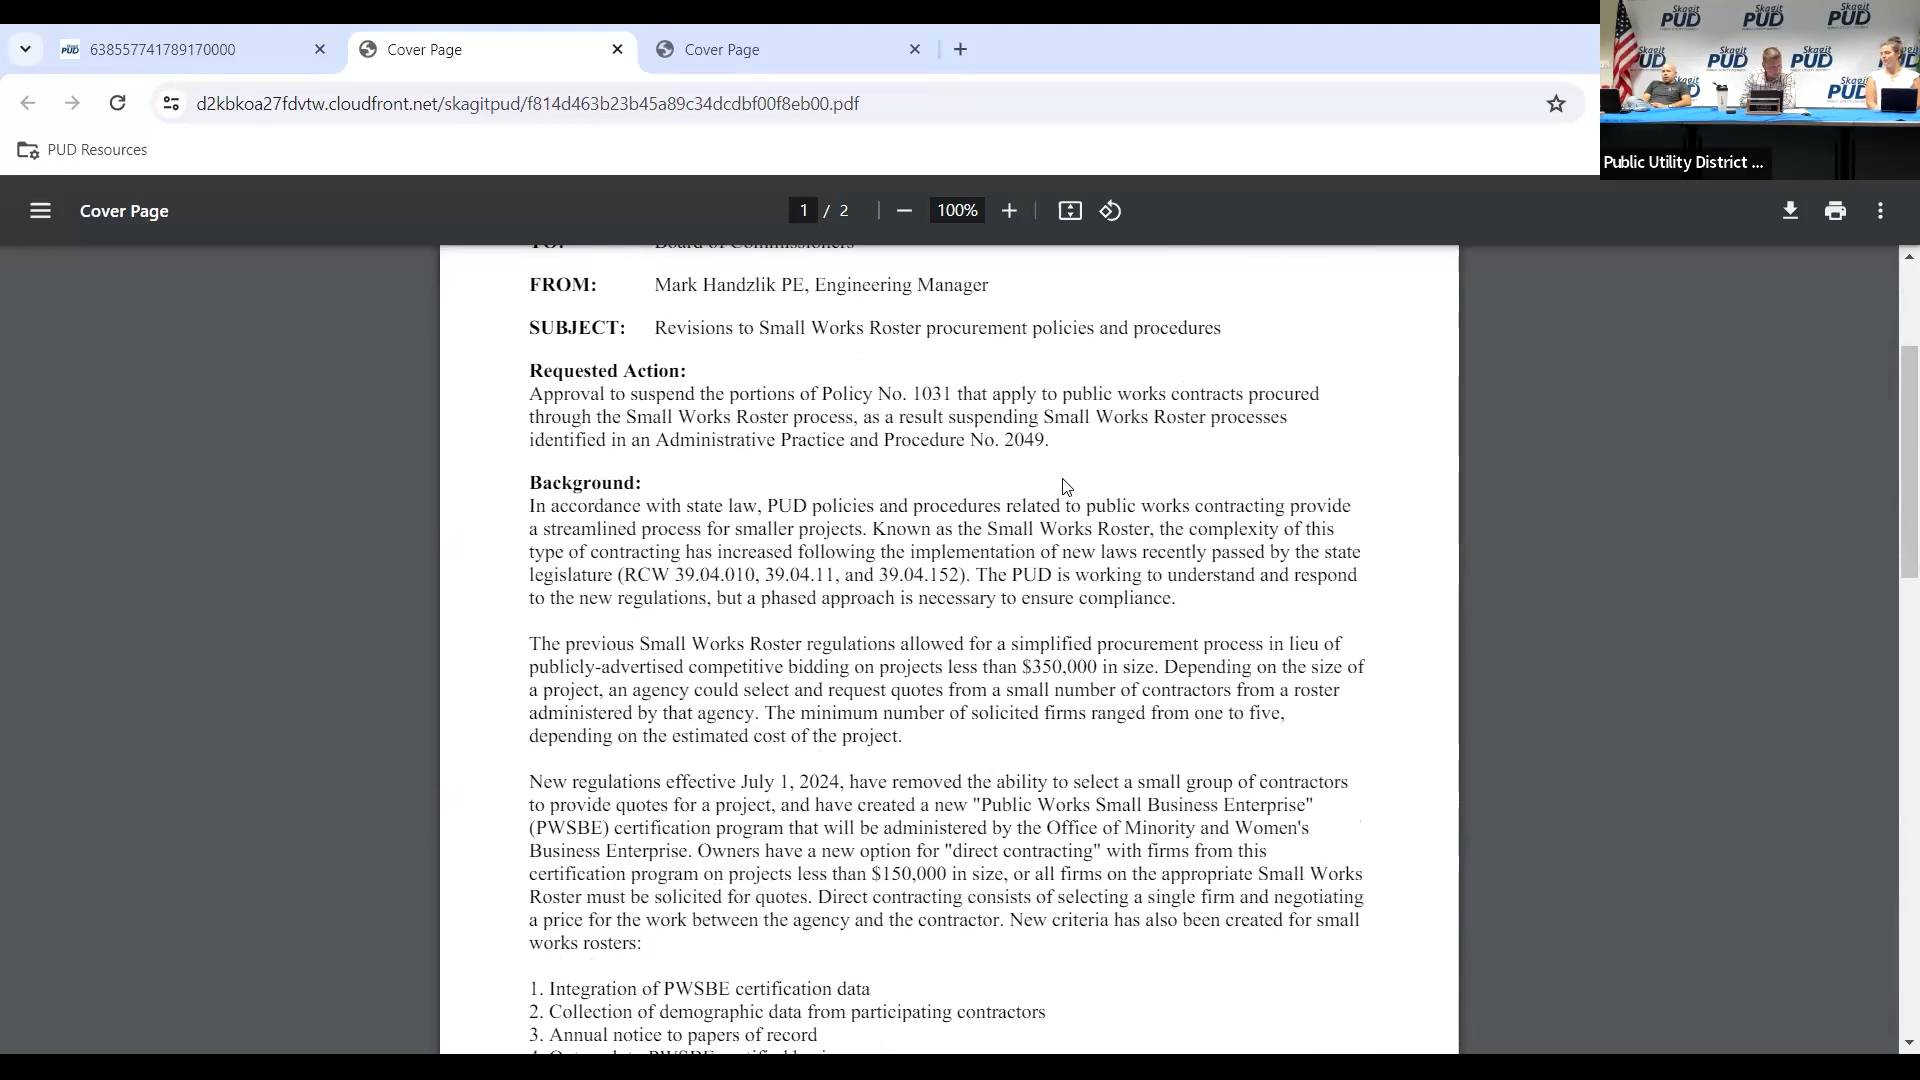 638557741789170000
Cover Page
Cover Page
d2kbkoa27fdvtw.cloudfront.net/skagitpud/f814d463b23b45a89c34dcdbf00f8eb00.pdf
PUD Resources
Skagit PUD
Skagit PUD
Skagit PUD
PUD
PUD
PUD
Public Utility District ...
Cover Page
1 / 2
100%
TO: Board of Commissioners
FROM: Mark Handzlik PE, Engineering Manager
SUBJECT: Revisions to Small Works Roster procurement policies and procedures
Requested Action:
Approval to suspend the portions of Policy No. 1031 that apply to public works contracts procured
through the Small Works Roster process, as a result suspending Small Works Roster processes
identified in an Administrative Practice and Procedure No. 2049.
Background:
In accordance with state law, PUD policies and procedures related to public works contracting provide
a streamlined process for smaller projects. Known as the Small Works Roster, the complexity of this
type of contracting has increased following the implementation of new laws recently passed by the state
legislature (RCW 39.04.010, 39.04.11, and 39.04.152). The PUD is working to understand and respond
to the new regulations, but a phased approach is necessary to ensure compliance.
The previous Small Works Roster regulations allowed for a simplified procurement process in lieu of
publicly-advertised competitive bidding on projects less than $350,000 in size. Depending on the size of
a project, an agency could select and request quotes from a small number of contractors from a roster
administered by that agency. The minimum number of solicited firms ranged from one to five,
depending on the estimated cost of the project.
New regulations effective July 1, 2024, have removed the ability to select a small group of contractors
to provide quotes for a project, and have created a new "Public Works Small Business Enterprise"
(PWSBE) certification program that will be administered by the Office of Minority and Women's
Business Enterprise. Owners have a new option for "direct contracting" with firms from this
certification program on projects less than $150,000 in size, or all firms on the appropriate Small Works
Roster must be solicited for quotes. Direct contracting consists of selecting a single firm and negotiating
a price for the work between the agency and the contractor. New criteria has also been created for small
works rosters:
1. Integration of PWSBE certification data
2. Collection of demographic data from participating contractors
3. Annual notice to papers of record